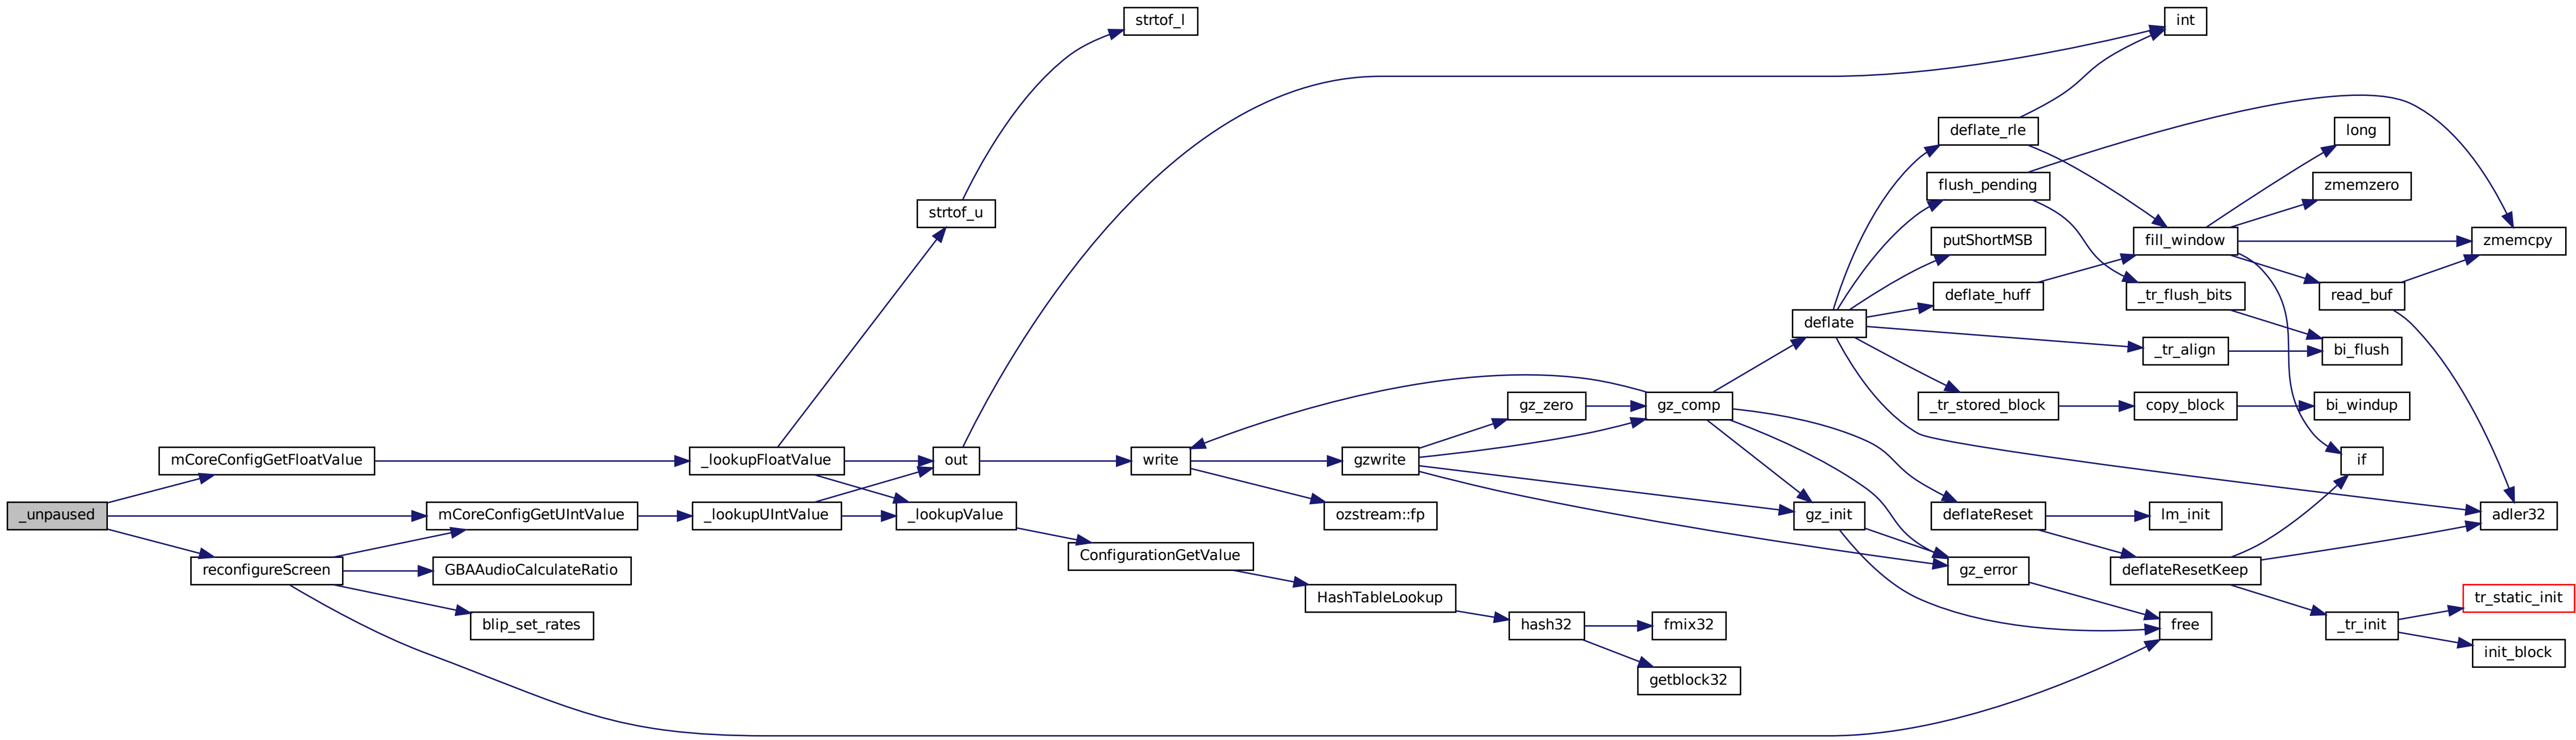 _unpaused
mCoreConfigGetFloatValue
mCoreConfigGetUIntValue
reconfigureScreen
GBAAudioCalculateRatio
blip_set_rates
_lookupFloatValue
_lookupUIntValue
strtof_u
strtof_l
out
_lookupValue
ConfigurationGetValue
HashTableLookup
hash32
fmix32
getblock32
write
ozstream::fp
gzwrite
gz_zero
gz_comp
gz_init
gz_error
free
deflate
deflate_rle
flush_pending
putShortMSB
deflate_huff
_tr_align
_tr_stored_block
deflateReset
int
fill_window
_tr_flush_bits
copy_block
lm_init
deflateResetKeep
long
zmemzero
zmemcpy
read_buf
bi_flush
bi_windup
if
adler32
_tr_init
tr_static_init
init_block